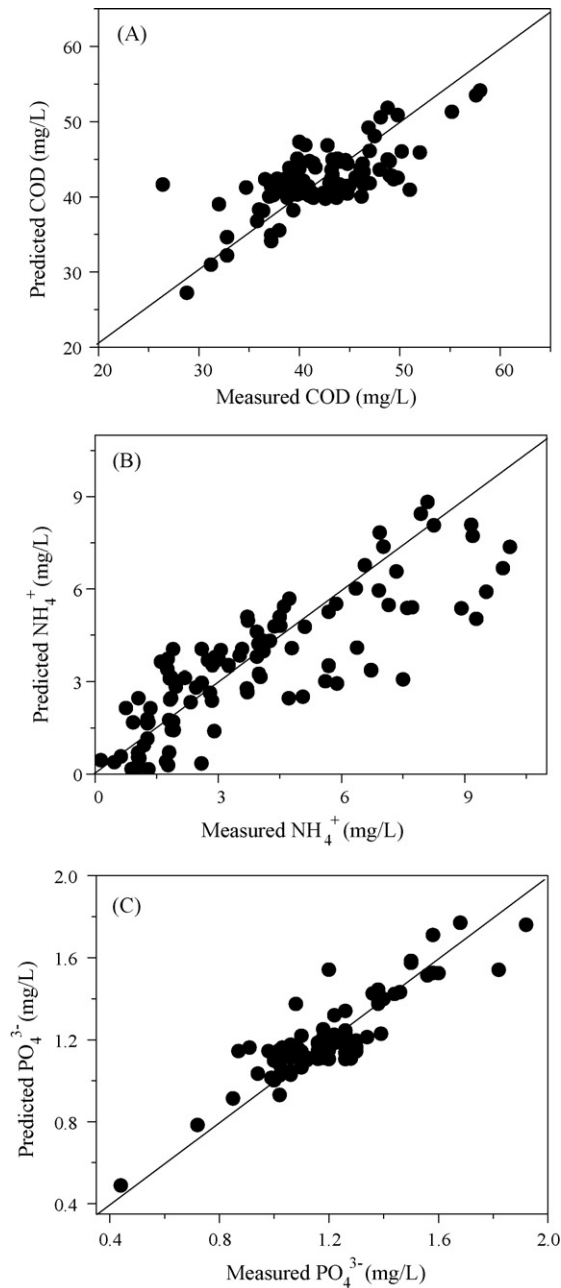 (A)
Predicted COD (mg/L)
60
50
40
30
20
20 30 40 50 60
Measured COD (mg/L)
(B)
Predicted NH₄⁺ (mg/L)
9
6
3
0
0 3 6 9
Measured NH₄⁺ (mg/L)
(C)
Predicted PO₄³⁻ (mg/L)
2.0
1.6
1.2
0.8
0.4
0.4 0.8 1.2 1.6 2.0
Measured PO₄³⁻ (mg/L)